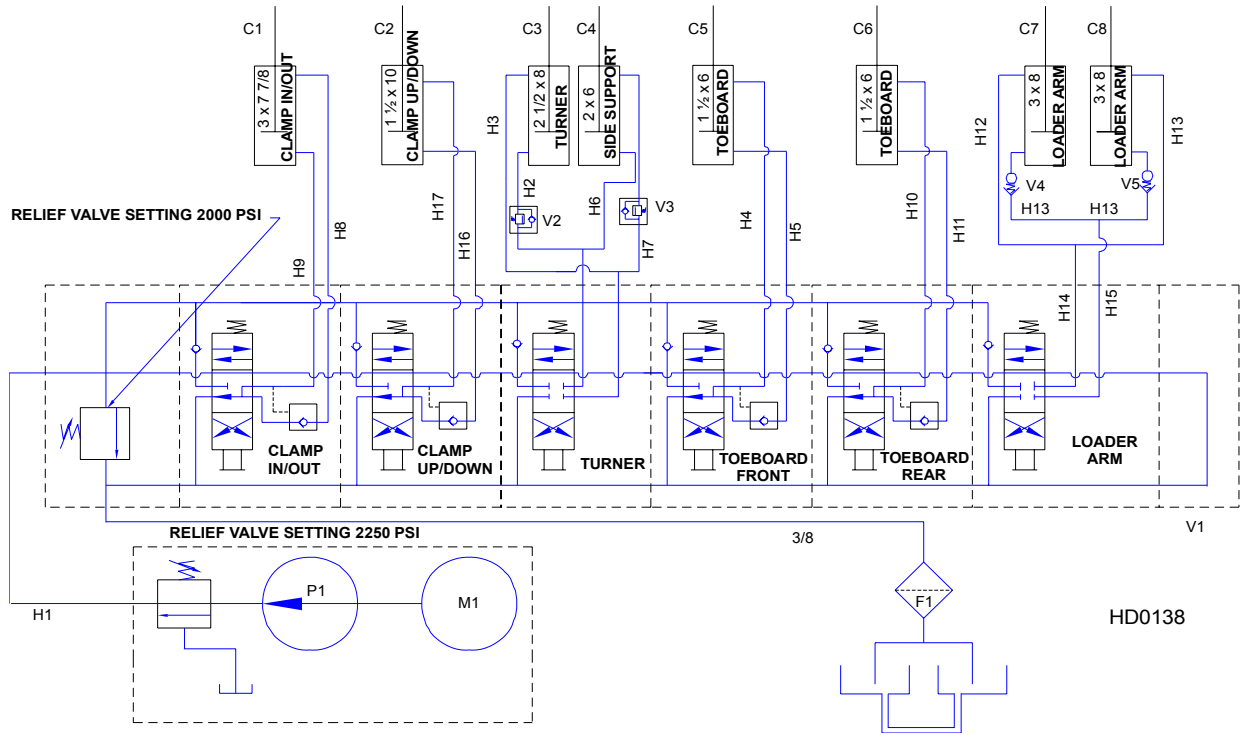 C1
C2
C3
C4
C5
C6
C7
C8
3 x 7 7/8
CLAMP IN/OUT
1 ½ x 10
CLAMP UP/DOWN
2 1/2 x 8
TURNER
2 x 6
SIDE SUPPORT
1 ½ x 6
TOEBOARD
1 ½ x 6
TOEBOARD
3 x 8
LOADER ARM
3 x 8
LOADER ARM
H3
H12
H13
H2
H6
H17
H16
H4
H5
H10
H11
V4
V5
H13
H13
RELIEF VALVE SETTING 2000 PSI
H8
H9
V2
V3
H7
H14
H15
CLAMP
IN/OUT
CLAMP
UP/DOWN
TURNER
TOEBOARD
FRONT
TOEBOARD
REAR
LOADER
ARM
V1
RELIEF VALVE SETTING 2250 PSI
3/8
H1
P1
M1
F1
HD0138